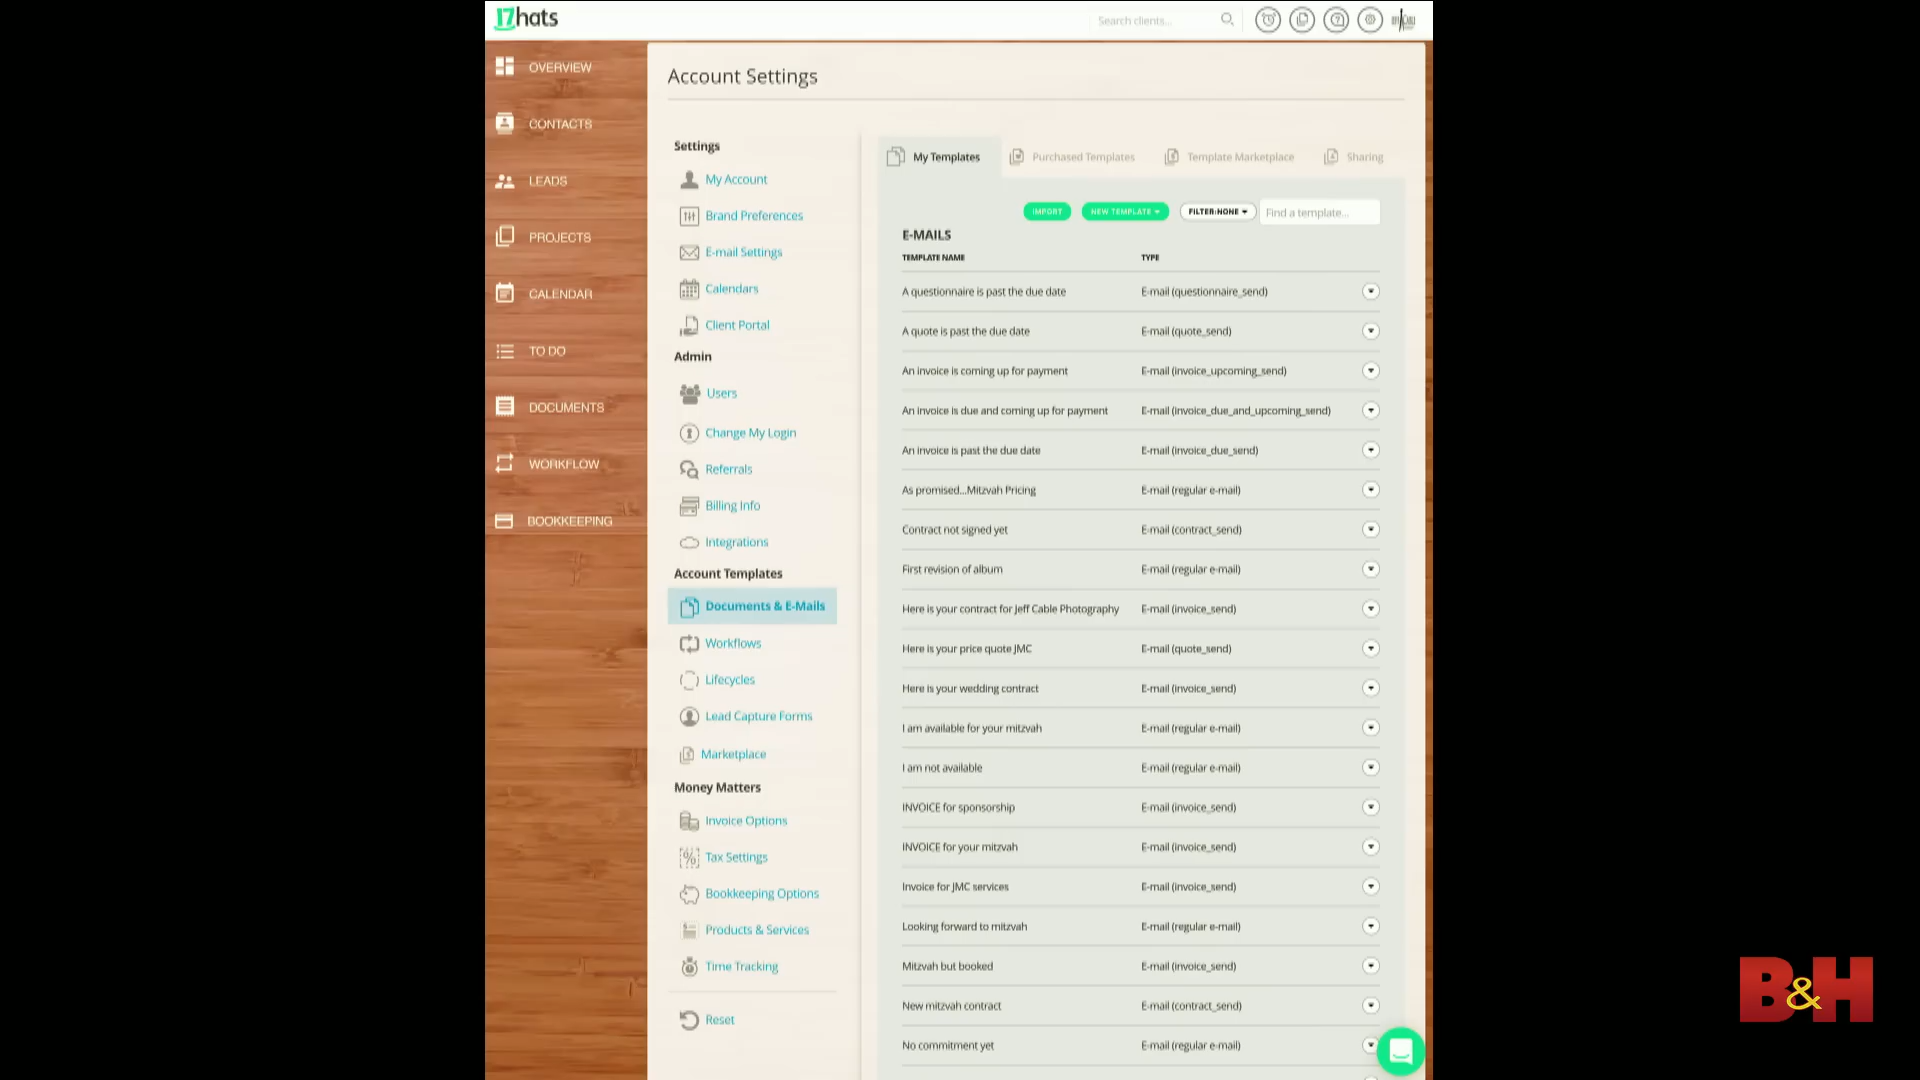 17hats
Search clients...
OVERVIEW
CONTACTS
LEADS
PROJECTS
CALENDAR
TO DO
DOCUMENTS
WORKFLOW
BOOKKEEPING
Account Settings
Settings
My Account
Brand Preferences
E-mail Settings
Calendars
Client Portal
Admin
Users
Change My Login
Referrals
Billing Info
Integrations
Account Templates
Documents & E-Mails
Workflows
Lifecycles
Lead Capture Forms
Marketplace
Money Matters
Invoice Options
Tax Settings
Bookkeeping Options
Products & Services
Time Tracking
Reset
My Templates Purchased Templates Template Marketplace Sharing
IMPORT NEW TEMPLATE FILTER:NONE Find a template...
E-MAILS
TEMPLATE NAME TYPE
A questionnaire is past the due date E-mail (questionnaire_send)
A quote is past the due date E-mail (quote_send)
An invoice is coming up for payment E-mail (invoice_upcoming_send)
An invoice is due and coming up for payment E-mail (invoice_due_and_upcoming_send)
An invoice is past the due date E-mail (invoice_due_send)
As promised...Mitzvah Pricing E-mail (regular e-mail)
Contract not signed yet E-mail (contract_send)
First revision of album E-mail (regular e-mail)
Here is your contract for Jeff Cable Photography E-mail (invoice_send)
Here is your price quote JMC E-mail (quote_send)
Here is your wedding contract E-mail (invoice_send)
I am available for your mitzvah E-mail (regular e-mail)
I am not available E-mail (regular e-mail)
INVOICE for sponsorship E-mail (invoice_send)
INVOICE for your mitzvah E-mail (invoice_send)
Invoice for JMC services E-mail (invoice_send)
Looking forward to mitzvah E-mail (regular e-mail)
Mitzvah but booked E-mail (invoice_send)
New mitzvah contract E-mail (contract_send)
No commitment yet E-mail (regular e-mail)
B&H